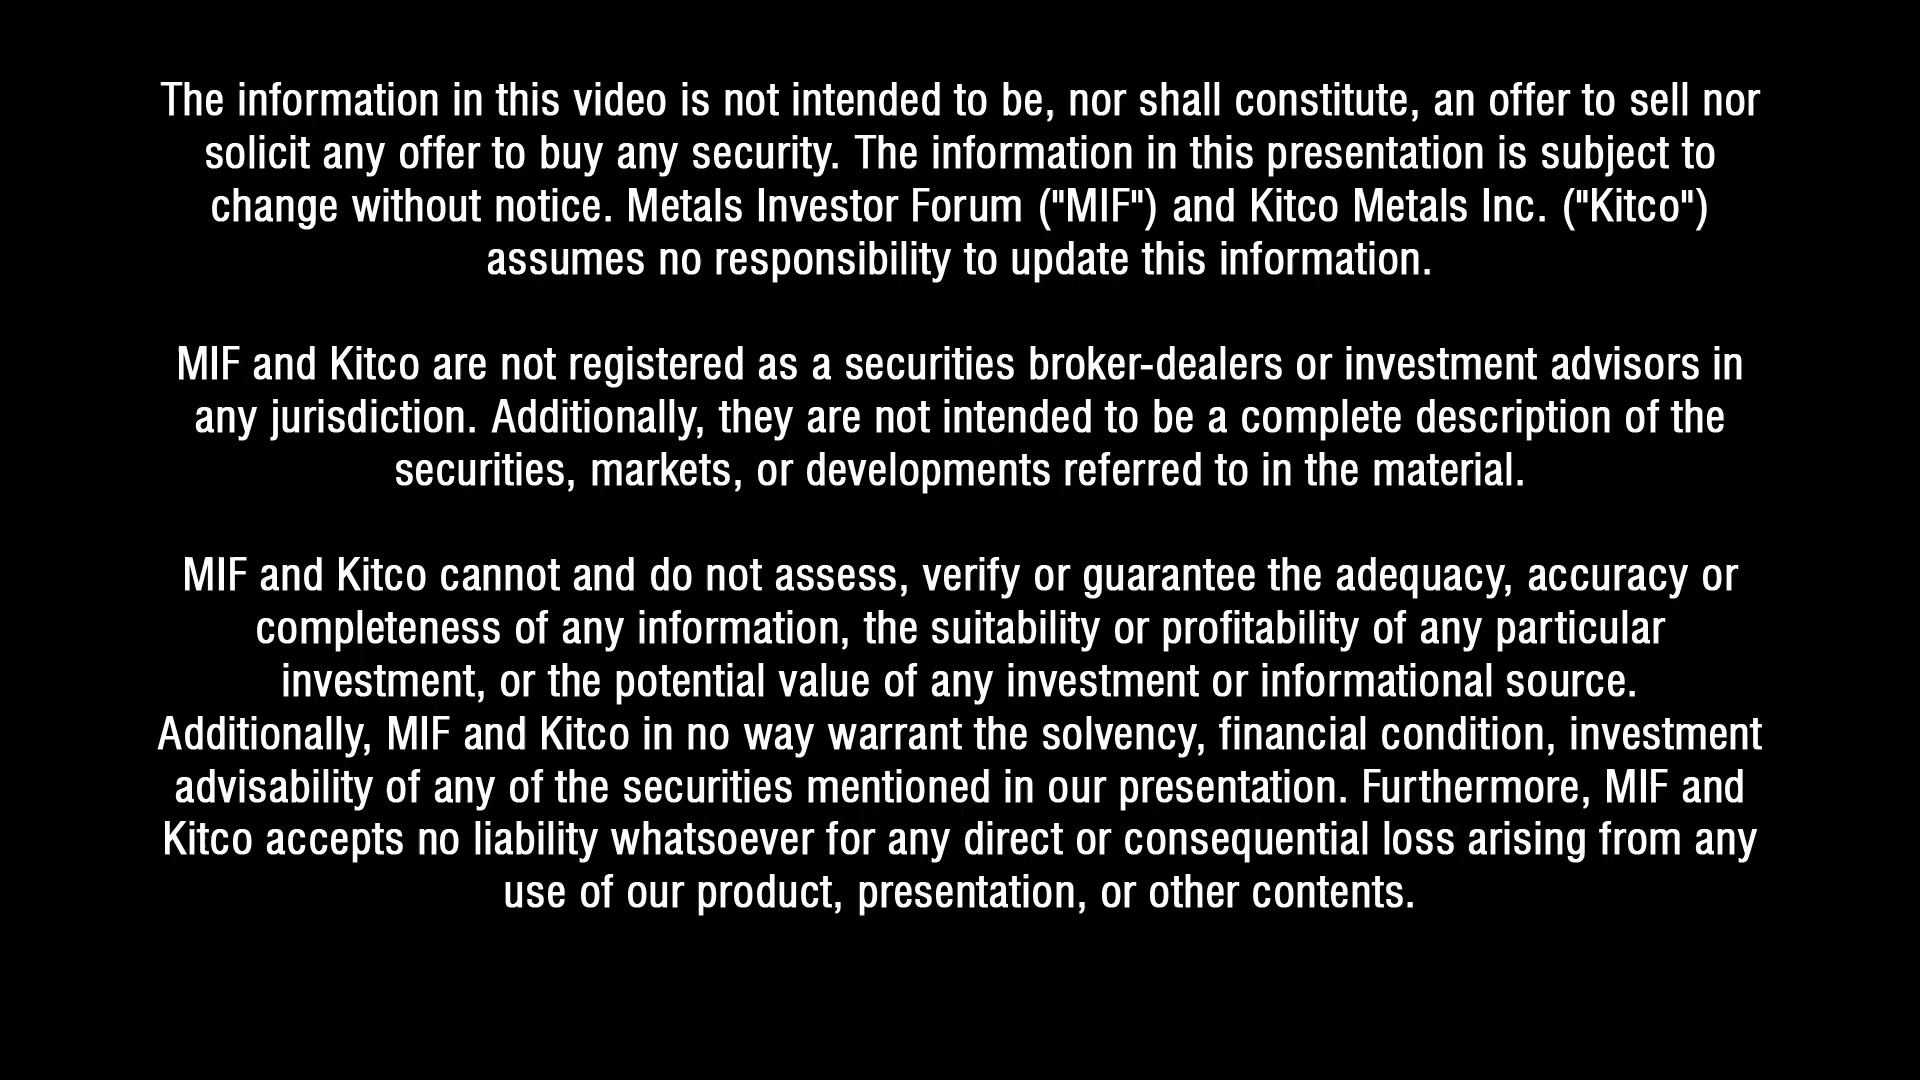 The information in this video is not intended to be, nor shall constitute, an offer to sell nor
solicit any offer to buy any security. The information in this presentation is subject to
change without notice. Metals Investor Forum ("MIF") and Kitco Metals Inc. ("Kitco")
assumes no responsibility to update this information.
MIF and Kitco are not registered as a securities broker-dealers or investment advisors in
any jurisdiction. Additionally, they are not intended to be a complete description of the
securities, markets, or developments referred to in the material.
MIF and Kitco cannot and do not assess, verify or guarantee the adequacy, accuracy or
completeness of any information, the suitability or profitability of any particular
investment, or the potential value of any investment or informational source.
Additionally, MIF and Kitco in no way warrant the solvency, financial condition, investment
advisability of any of the securities mentioned in our presentation. Furthermore, MIF and
Kitco accepts no liability whatsoever for any direct or consequential loss arising from any
use of our product, presentation, or other contents.